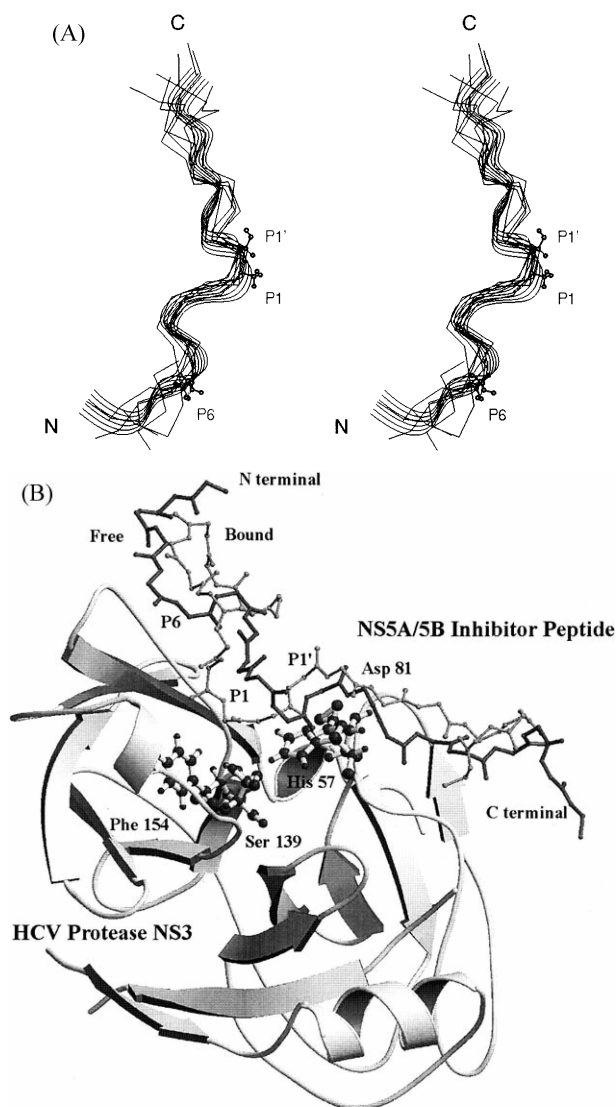 (A)
C
C
P1'
P1
P6
N
P1'
P1
P6
N
(B)
N terminal
Free
Bound
NS5A/5B Inhibitor Peptide
P6
P1'
Asp 81
P1
His 57
C terminal
Phe 154
Ser 139
HCV Protease NS3